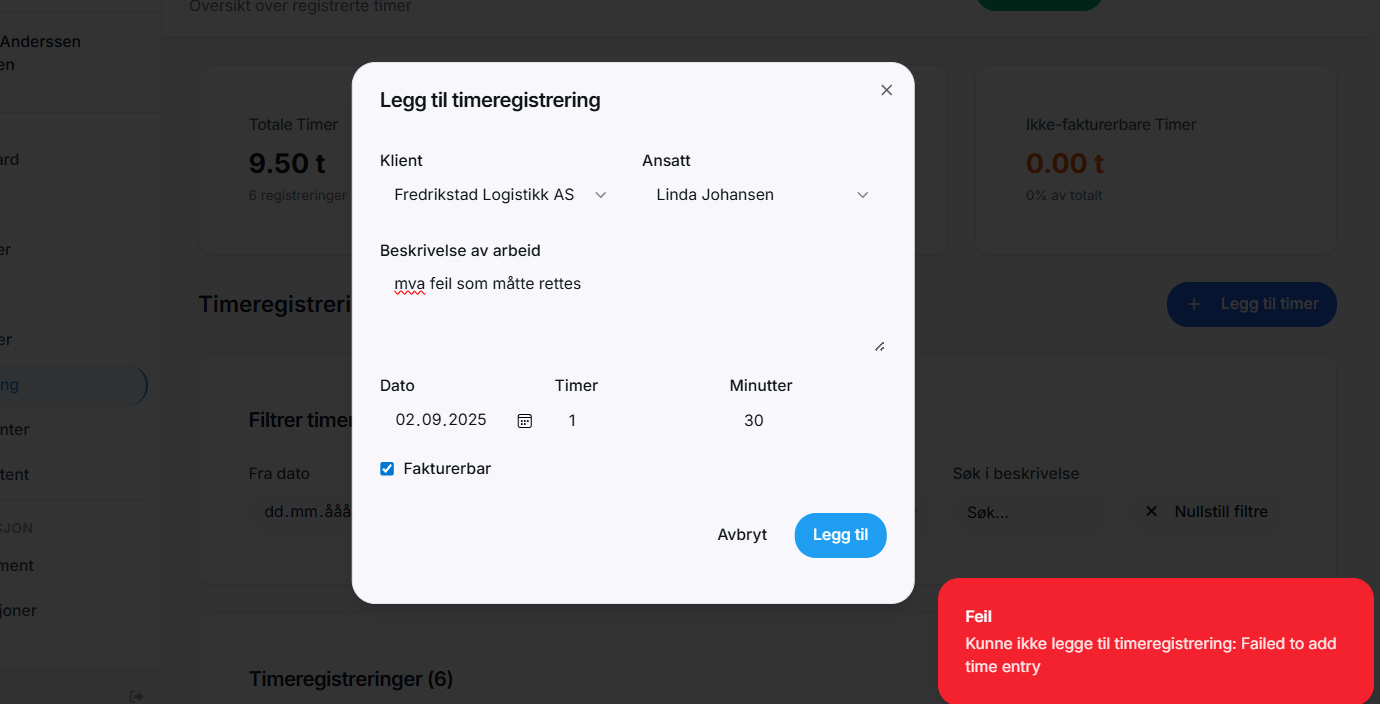 Oversikt over registrerte timer
Anderssen
en
Legg til timeregistrering
Totale Timer
Ikke-fakturerbare Timer
ard
Klient
Ansatt
9.50 t
0.00 t
Fredrikstad Logistikk AS
Linda Johansen
6 registreringer
0% av totalt
er
Beskrivelse av arbeid
mva feil som måtte rettes
Timeregistreri
Legg til timer
er
ng
Dato
Timer
Minutter
02.09.2025
1
30
Filtrer timer
nter
Fakturerbar
Fra dato
Søk i beskrivelse
tent
dd.mm.ååå
Søk...
Nullstill filtre
SJON
Avbryt
Legg til
ment
joner
Feil
Kunne ikke legge til timeregistrering: Failed to add
time entry
Timeregistreringer (6)